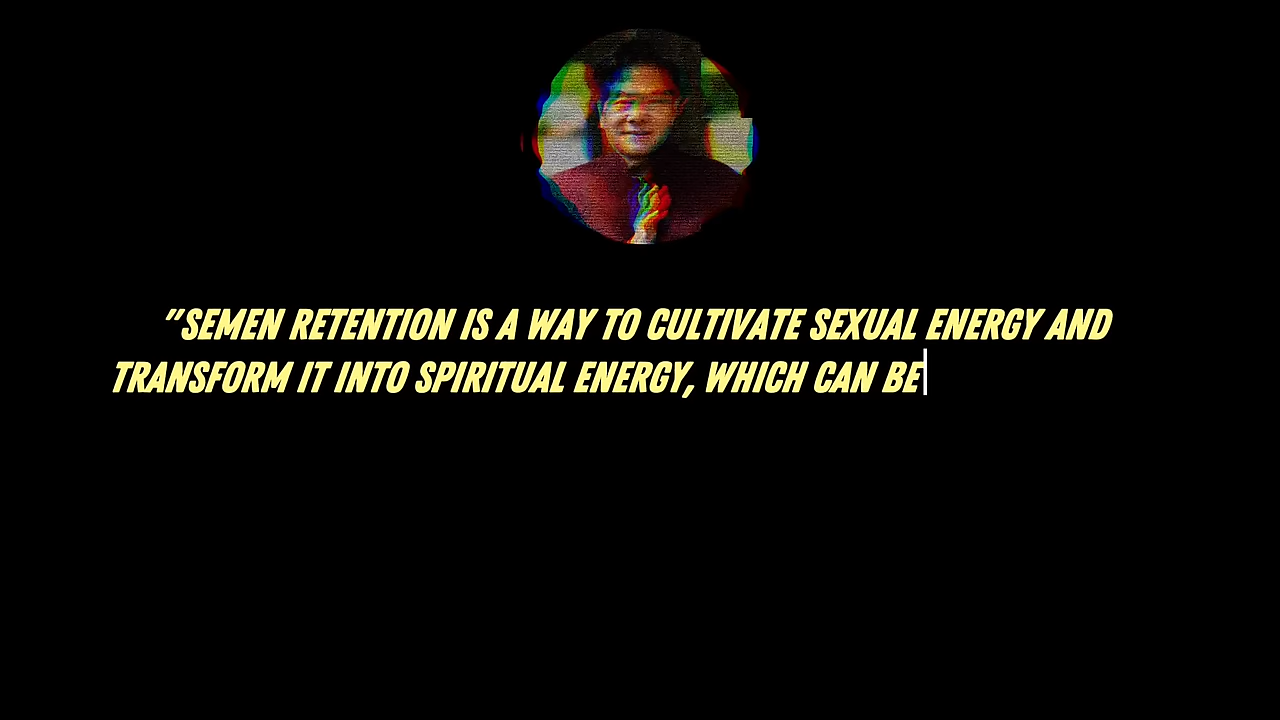 "SEMEN RETENTION IS A WAY TO CULTIVATE SEXUAL ENERGY AND
TRANSFORM IT INTO SPIRITUAL ENERGY, WHICH CAN BE